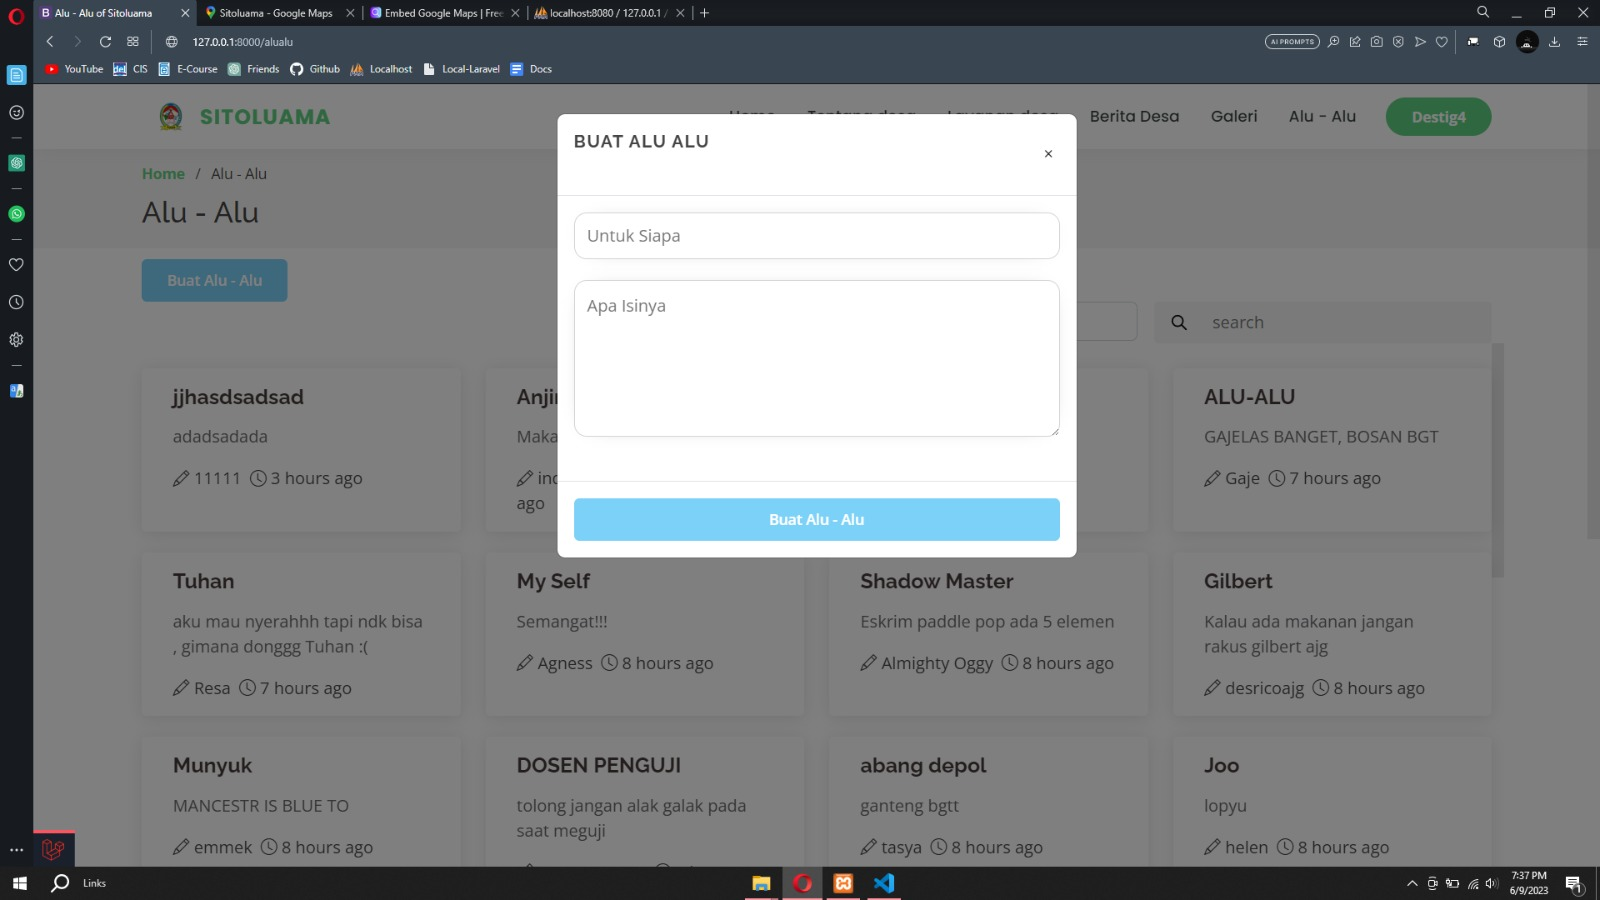 Alu - Alu of Sitoluama
Sitoluama - Google Maps
Embed Google Maps | Free
localhost:8080 / 127.0.0.1 /
127.0.0.1:8000/alualu
AI PROMPTS
YouTube
CIS
E-Course
Friends
Github
Localhost
Local-Laravel
Docs
SITOLUAMA
Home
Tentang desa
Layanan desa
Berita Desa
Galeri
Alu - Alu
Destig4
Home / Alu - Alu
Alu - Alu
Buat Alu - Alu
search
BUAT ALU ALU
×
Untuk Siapa
Apa Isinya
Buat Alu - Alu
jjhasdsadsad
adadsadada
11111 3 hours ago
Anji
Maka
ago
ALU-ALU
GAJELAS BANGET, BOSAN BGT
Gaje 7 hours ago
Tuhan
aku mau nyerahhh tapi ndk bisa
, gimana donggg Tuhan :(
Resa 7 hours ago
My Self
Semangat!!!
Agness 8 hours ago
Shadow Master
Eskrim paddle pop ada 5 elemen
Almighty Oggy 8 hours ago
Gilbert
Kalau ada makanan jangan
rakus gilbert ajg
desricoajg 8 hours ago
Munyuk
MANCESTR IS BLUE TO
emmek 8 hours ago
DOSEN PENGUJI
tolong jangan alak galak pada
saat meguji
abang depol
ganteng bgtt
tasya 8 hours ago
Joo
lopyu
helen 8 hours ago
Links
7:37 PM
6/9/2023
1